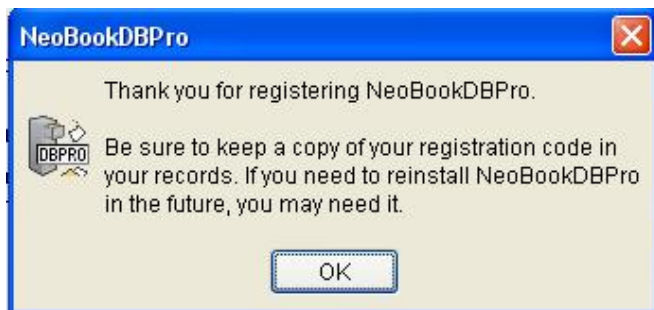 NeoBookDBPro
Thank you for registering NeoBookDBPro.
Be sure to keep a copy of your registration code in
your records. If you need to reinstall NeoBookDBPro
in the future, you may need it.
DBPRO
OK